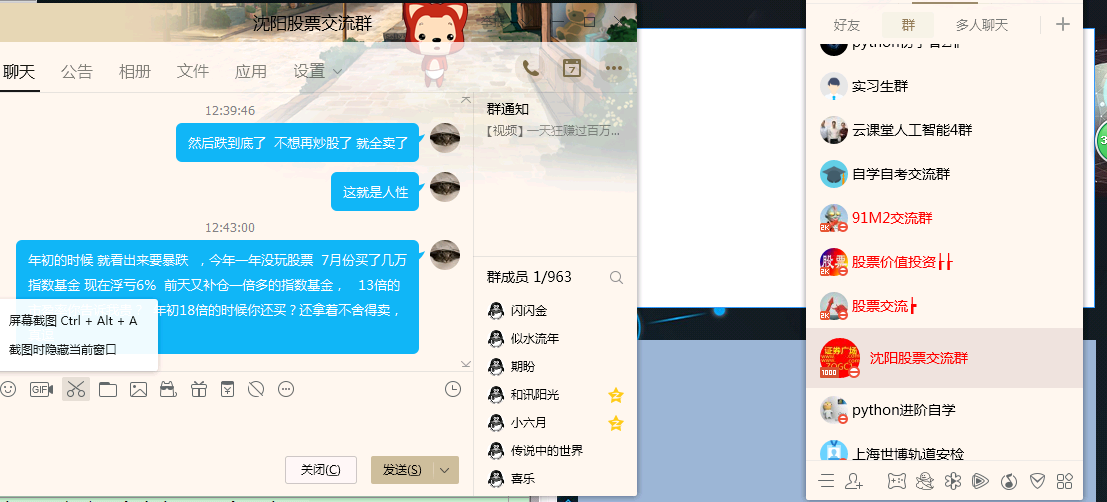 沈阳股票交流群
聊天 公告 相册 文件 应用 设置
7
12:39:46
然后跌到底了 不想再炒股了 就全卖了
这就是人性
12:43:00
年初的时候 就看出来要暴跌 ，今年一年没玩股票 7月份买了几万
指数基金 现在浮亏6% 前天又补仓一倍多的指数基金， 13倍的
年初18倍的时候你还买？还拿着不舍得卖，
屏幕截图 Ctrl + Alt + A
截图时隐藏当前窗口
GIF
关闭(C)
发送(S)
群通知
【视频】一天狂赚过百万...
群成员 1/963
闪闪金
似水流年
期盼
和讯阳光
小六月
传说中的世界
喜乐
好友 群 多人聊天
实习生群
云课堂人工智能4群
自学自考交流群
91M2交流群
2K
股票价值投资┣┣
股票
2K
股票交流┣
2K
沈阳股票交流群
证券广场
1000
python进阶自学
上海世博轨道安检